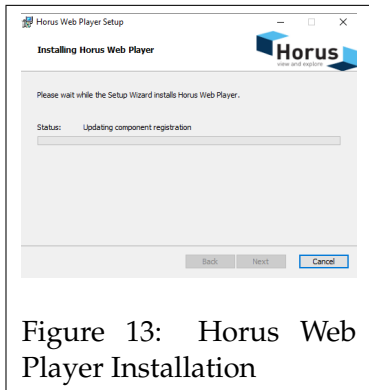 Horus Web Player Setup
Installing Horus Web Player
Horus
view and explore
Please wait while the Setup Wizard installs Horus Web Player.
Status: Updating component registration
Back Next Cancel
Figure 13: Horus Web
Player Installation